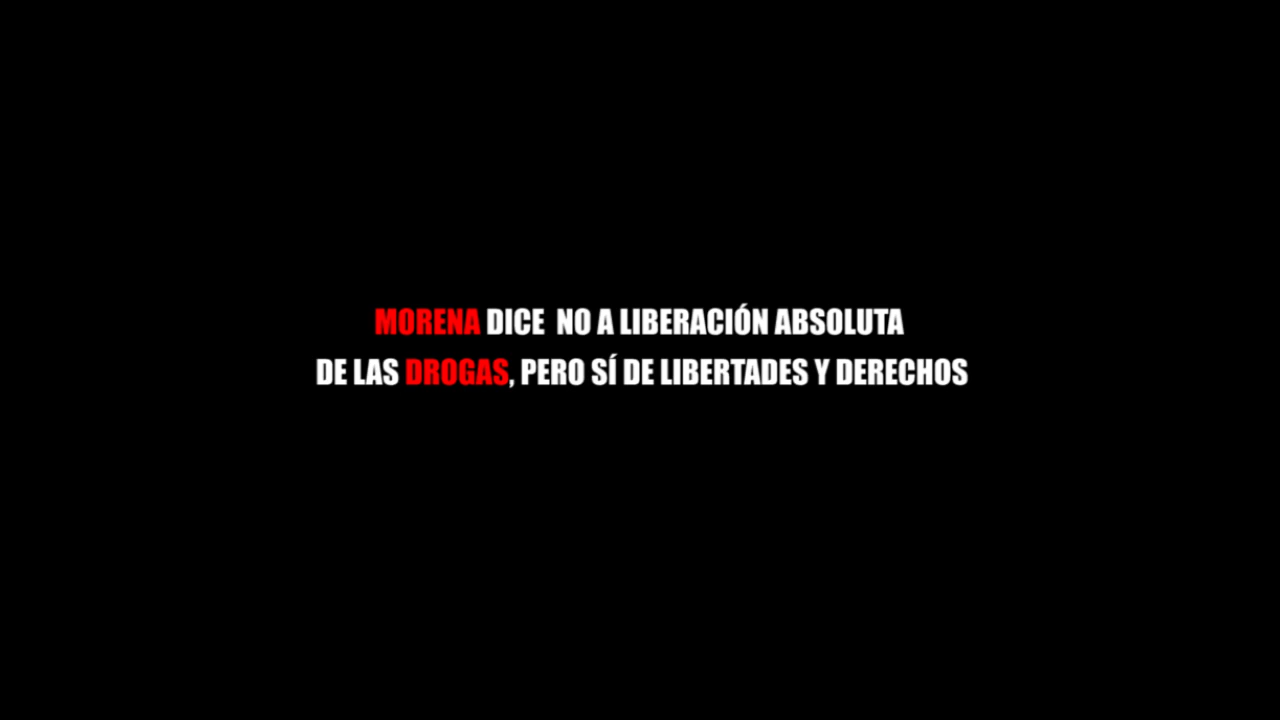 MORENA DICE  NO A LIBERACIÓN ABSOLUTA
DE LAS DROGAS, PERO SÍ DE LIBERTADES Y DERECHOS